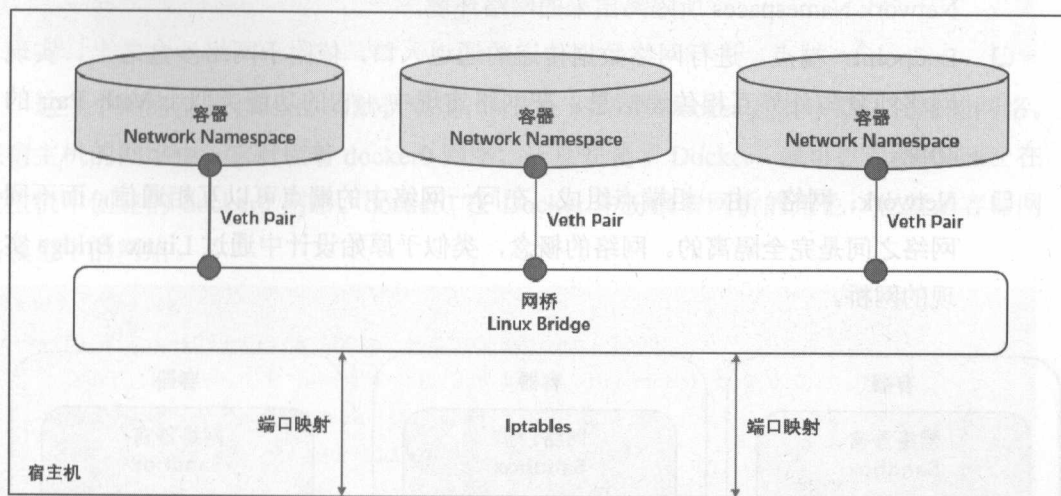 容器
Network Namespace
容器
Network Namespace
容器
Network Namespace
Veth Pair
Veth Pair
Veth Pair
网桥
Linux Bridge
端口映射
Iptables
端口映射
宿主机